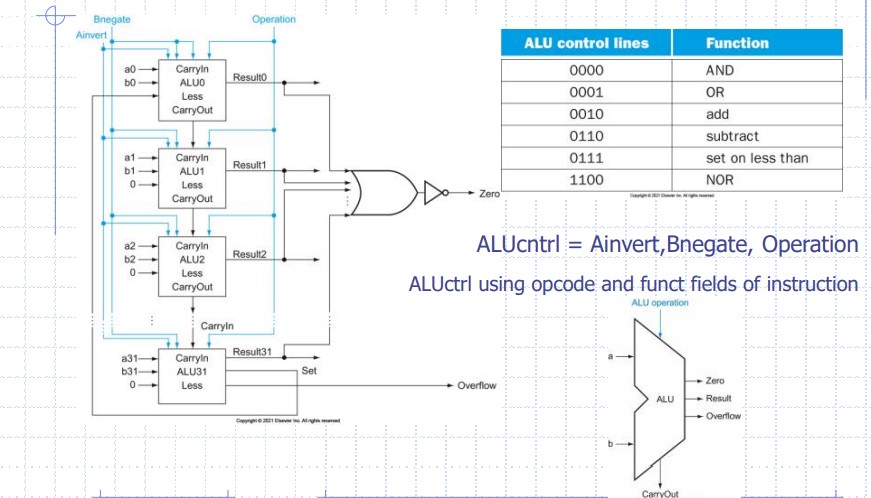 Bnegate
Operation
Ainvert
a0
b0
CarryIn
ALU0
Less
CarryOut
Result0
a1
b1
0
CarryIn
ALU1
Less
CarryOut
Result1
a2
b2
0
CarryIn
ALU2
Less
CarryOut
Result2
CarryIn
a31
b31
0
CarryIn
ALU31
Less
Result31
Set
Zero
Overflow
Copyright © 2021 Elsevier Inc. All rights reserved
ALU control lines Function
0000 AND
0001 OR
0010 add
0110 subtract
0111 set on less than
1100 NOR
Copyright © 2021 Elsevier Inc. All rights reserved
ALUcntrl = Ainvert,Bnegate, Operation
ALUctrl using opcode and funct fields of instruction
ALU operation
a
b
ALU
Zero
Result
Overflow
CarryOut